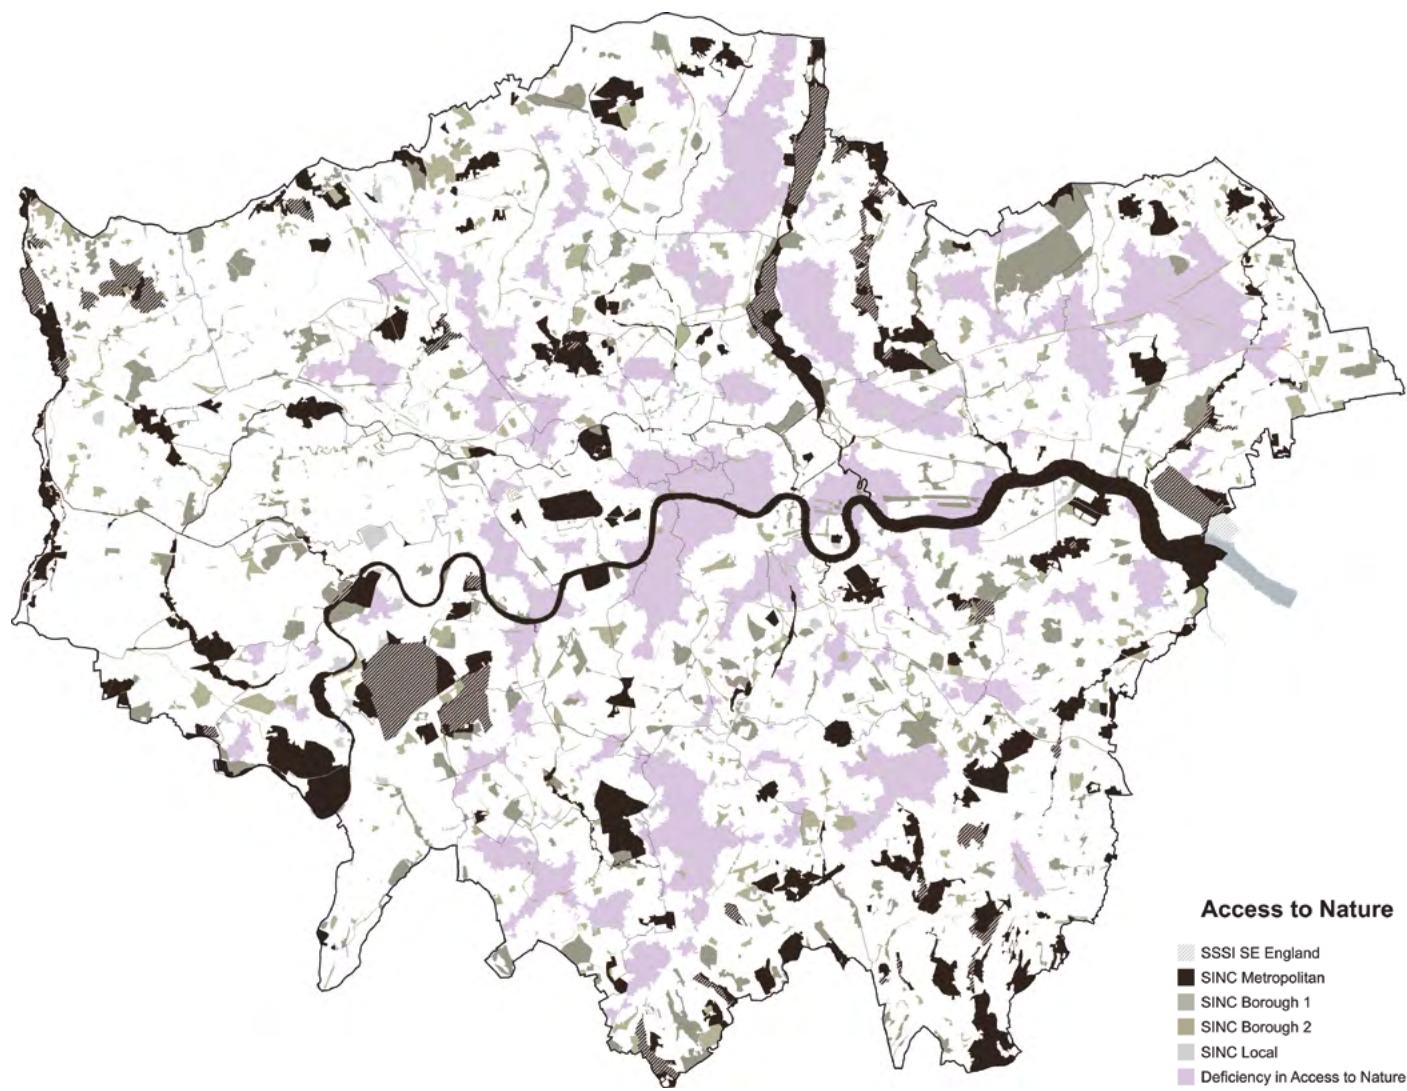 Access to Nature
SSSI SE England
SINC Metropolitan
SINC Borough 1
SINC Borough 2
SINC Local
Deficiency in Access to Nature